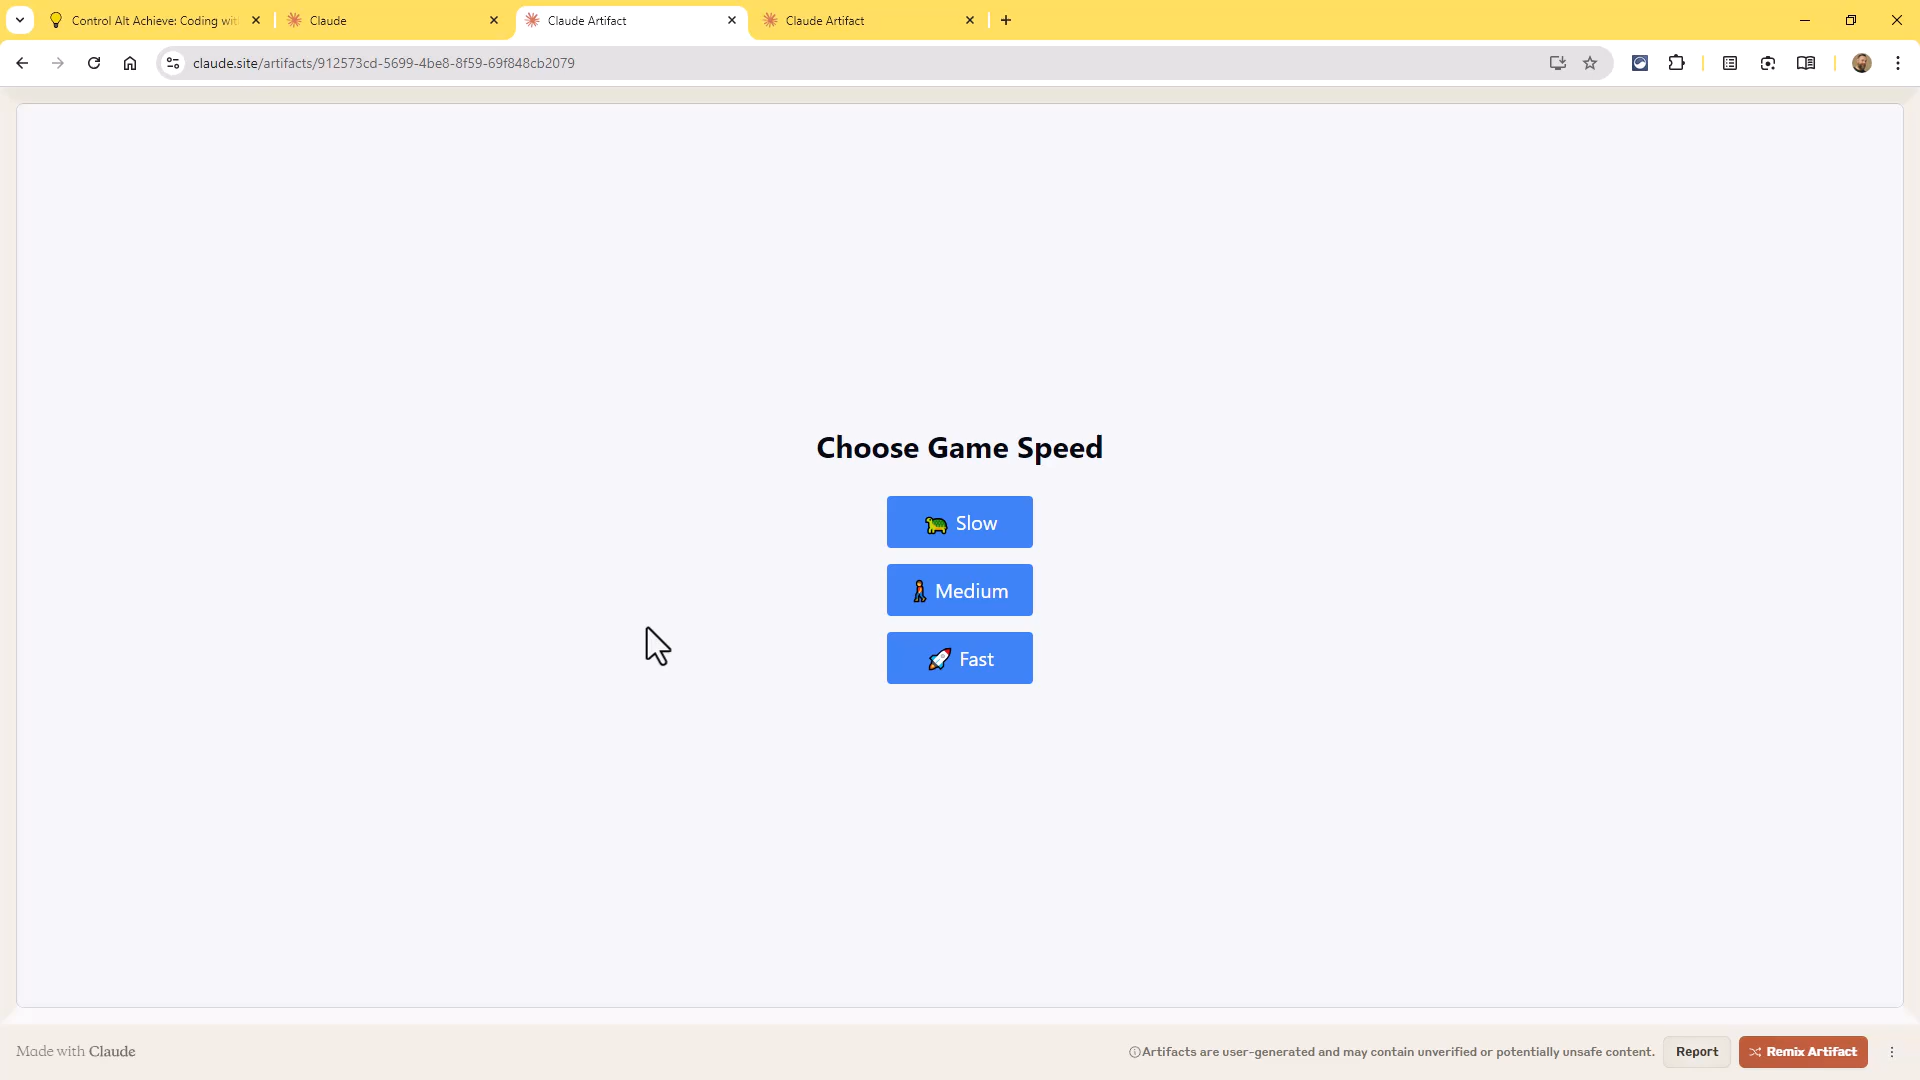 Control Alt Achieve: Coding wit
Claude
Claude Artifact
Claude Artifact
claude.site/artifacts/912573cd-5699-4be8-8f59-69f848cb2079
Choose Game Speed
🐢 Slow
🚶 Medium
🚀 Fast
Made with Claude
Artifacts are user-generated and may contain unverified or potentially unsafe content.
Report
Remix Artifact